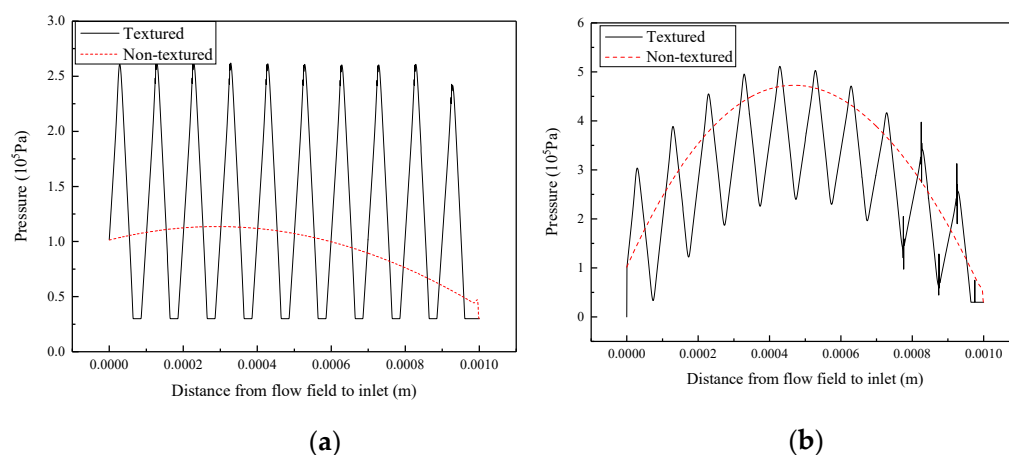 Textured
Non-textured
Pressure (10⁵Pa)
3.0
2.5
2.0
1.5
1.0
0.5
0.0
0.0000 0.0002 0.0004 0.0006 0.0008 0.0010
Distance from flow field to inlet (m)
(a)
Textured
Non-textured
Pressure (10⁵Pa)
6
5
4
3
2
1
0
0.0000 0.0002 0.0004 0.0006 0.0008 0.0010
Distance from flow field to inlet (m)
(b)